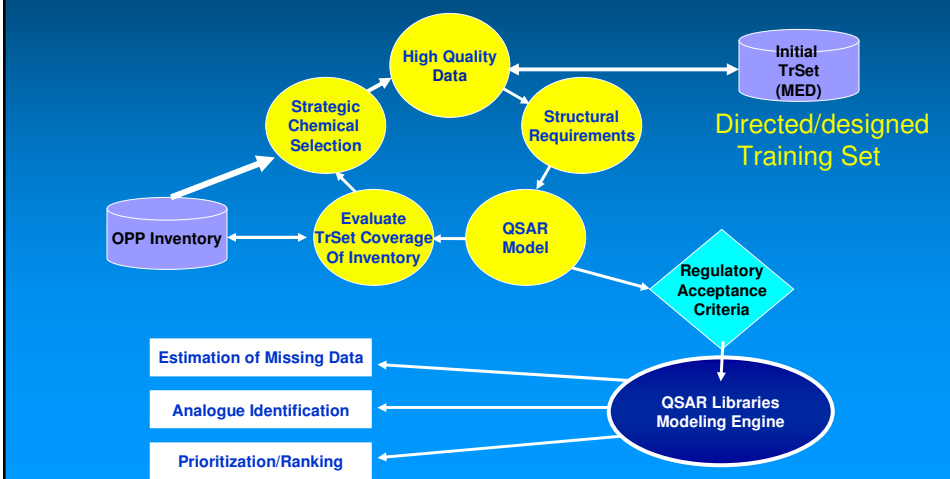 High Quality
Data
Initial
TrSet
(MED)
Strategic
Chemical
Selection
Structural
Requirements
Directed/designed
Training Set
OPP Inventory
Evaluate
TrSet Coverage
Of Inventory
QSAR
Model
Regulatory
Acceptance
Criteria
Estimation of Missing Data
Analogue Identification
Prioritization/Ranking
QSAR Libraries
Modeling Engine